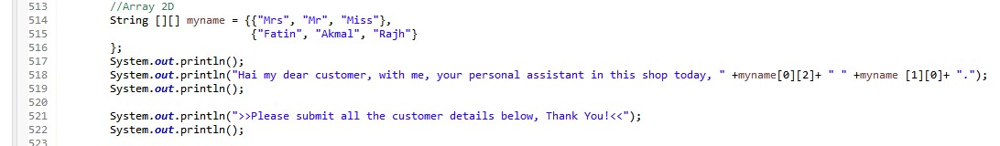 513 //Array 2D
514 String [][] myname = {{"Mrs", "Mr", "Miss"},
515 {"Fatin", "Akmal", "Rajh"}
516 };
517 System.out.println();
518 System.out.println("Hai my dear customer, with me, your personal assistant in this shop today, " +myname[0][2]+ " " +myname [1][0]+ ".");
519 System.out.println();
520
521 System.out.println(">>Please submit all the customer details below, Thank You!<<");
522 System.out.println();
523